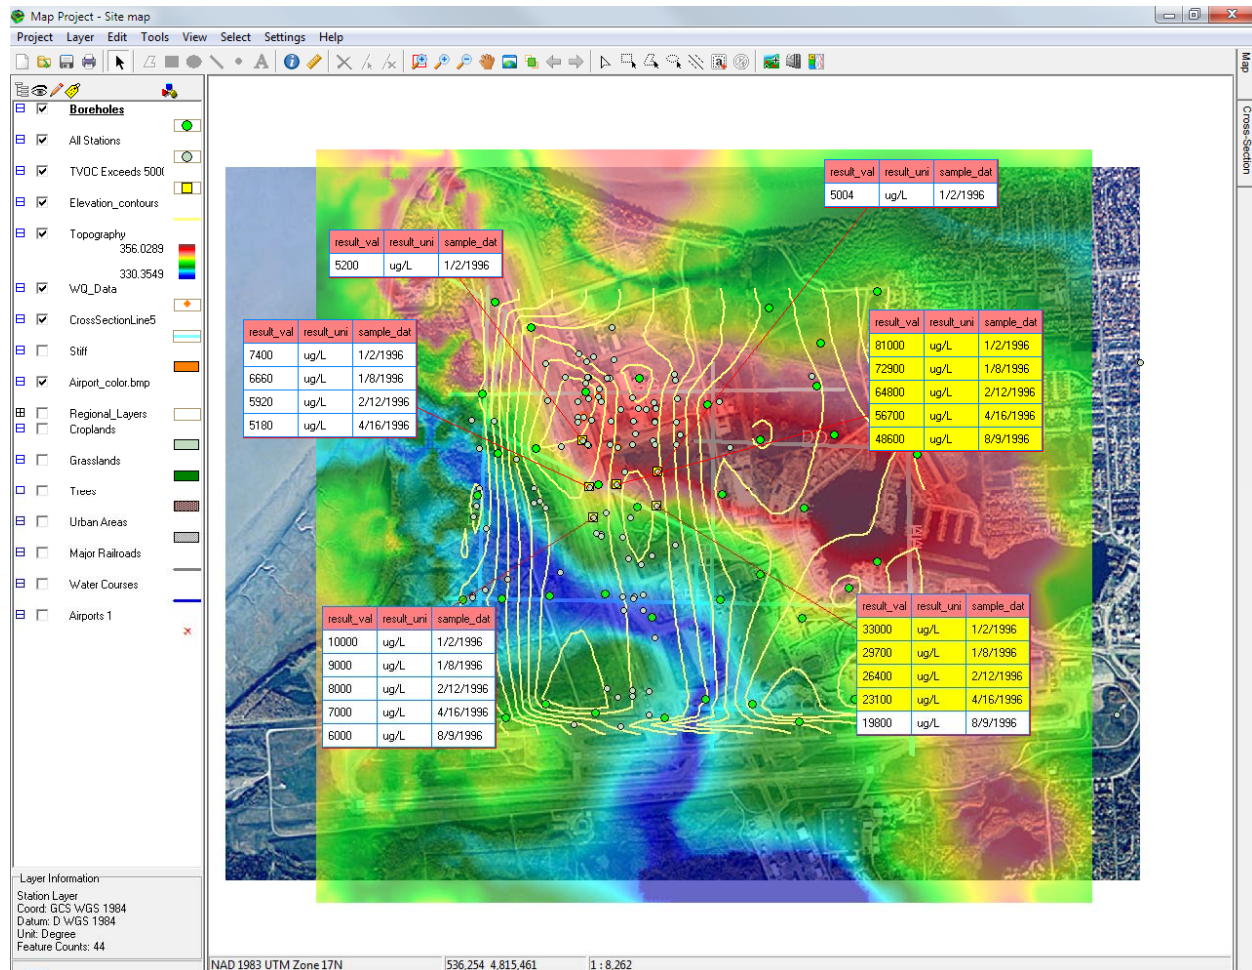 Map Project - Site map
Project Layer Edit Tools View Select Settings Help
Map
Cross-Section
Boreholes
All Stations
TVOC Exceeds 500(
Elevation_contours
Topography
356.0289
330.3549
WQ_Data
CrossSectionLine5
Stiff
Airport_color.bmp
Regional_Layers
Croplands
Grasslands
Trees
Urban Areas
Major Railroads
Water Courses
Airports 1
result_val result_uni sample_dat
5004 ug/L 1/2/1996
result_val result_uni sample_dat
5200 ug/L 1/2/1996
result_val result_uni sample_dat
7400 ug/L 1/2/1996
6660 ug/L 1/8/1996
5920 ug/L 2/12/1996
5180 ug/L 4/16/1996
result_val result_uni sample_dat
81000 ug/L 1/2/1996
72900 ug/L 1/8/1996
64800 ug/L 2/12/1996
56700 ug/L 4/16/1996
48600 ug/L 8/9/1996
result_val result_uni sample_dat
10000 ug/L 1/2/1996
9000 ug/L 1/8/1996
8000 ug/L 2/12/1996
7000 ug/L 4/16/1996
6000 ug/L 8/9/1996
result_val result_uni sample_dat
33000 ug/L 1/2/1996
29700 ug/L 1/8/1996
26400 ug/L 2/12/1996
23100 ug/L 4/16/1996
19800 ug/L 8/9/1996
Layer Information
Station Layer
Coord: GCS WGS 1984
Datum: D WGS 1984
Unit: Degree
Feature Counts: 44
NAD 1983 UTM Zone 17N 536,254 4,815,461 1 : 8,262